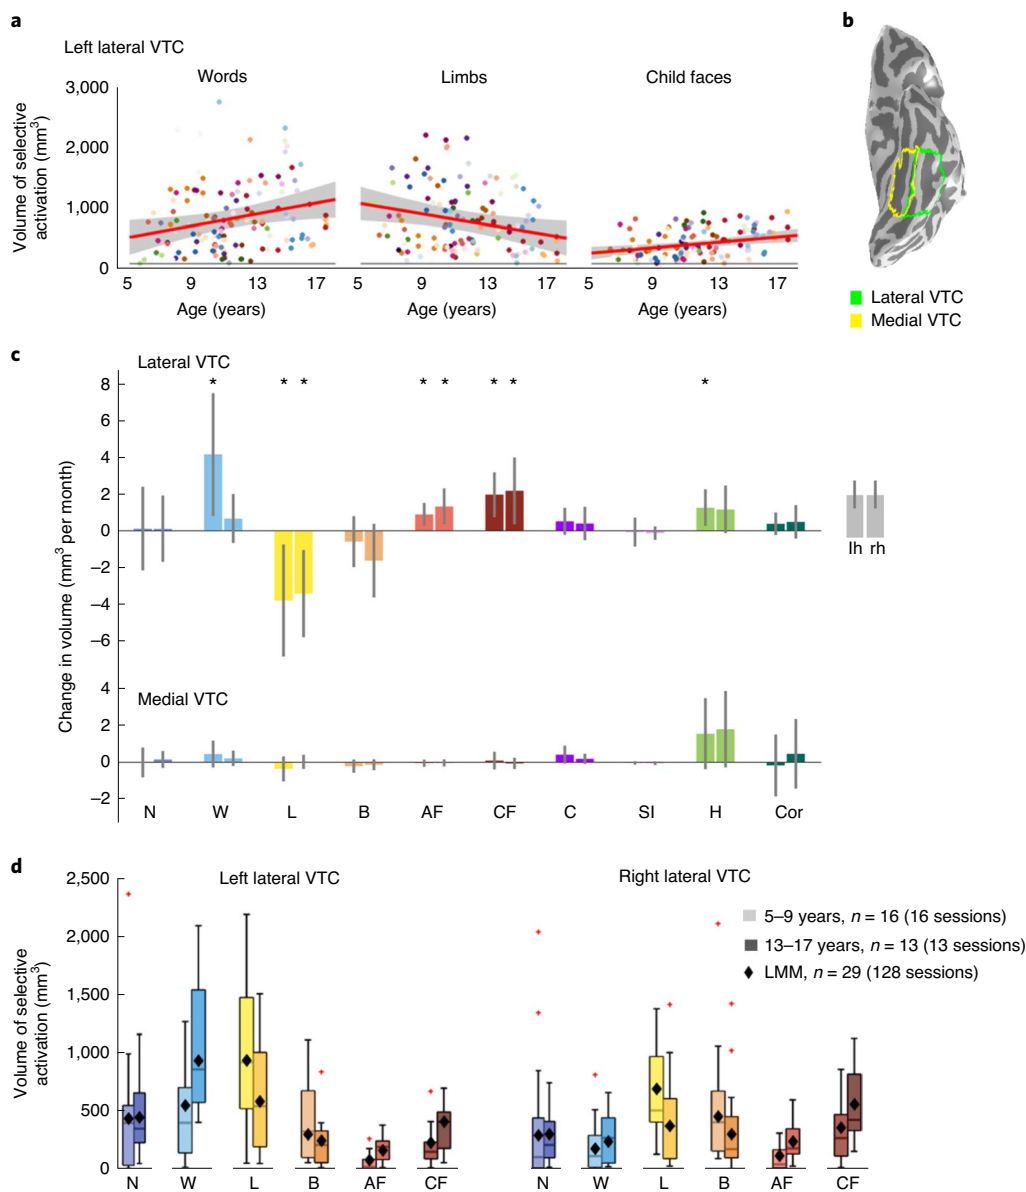 a
Left lateral VTC
Words
Limbs
Child faces
Volume of selective
activation (mm³)
3,000
2,000
1,000
0
5 9 13 17
5 9 13 17
5 9 13 17
Age (years)
Age (years)
Age (years)
b
Lateral VTC
Medial VTC
c
Lateral VTC
* * * * * * * *
Change in volume (mm³ per month)
8
6
4
2
0
–2
–4
–6
lh rh
Medial VTC
4
2
0
–2
N W L B AF CF C SI H Cor
d
Left lateral VTC
Right lateral VTC
Volume of selective
activation (mm³)
2,500
2,000
1,500
1,000
500
0
5–9 years, n = 16 (16 sessions)
13–17 years, n = 13 (13 sessions)
LMM, n = 29 (128 sessions)
N W L B AF CF
N W L B AF CF